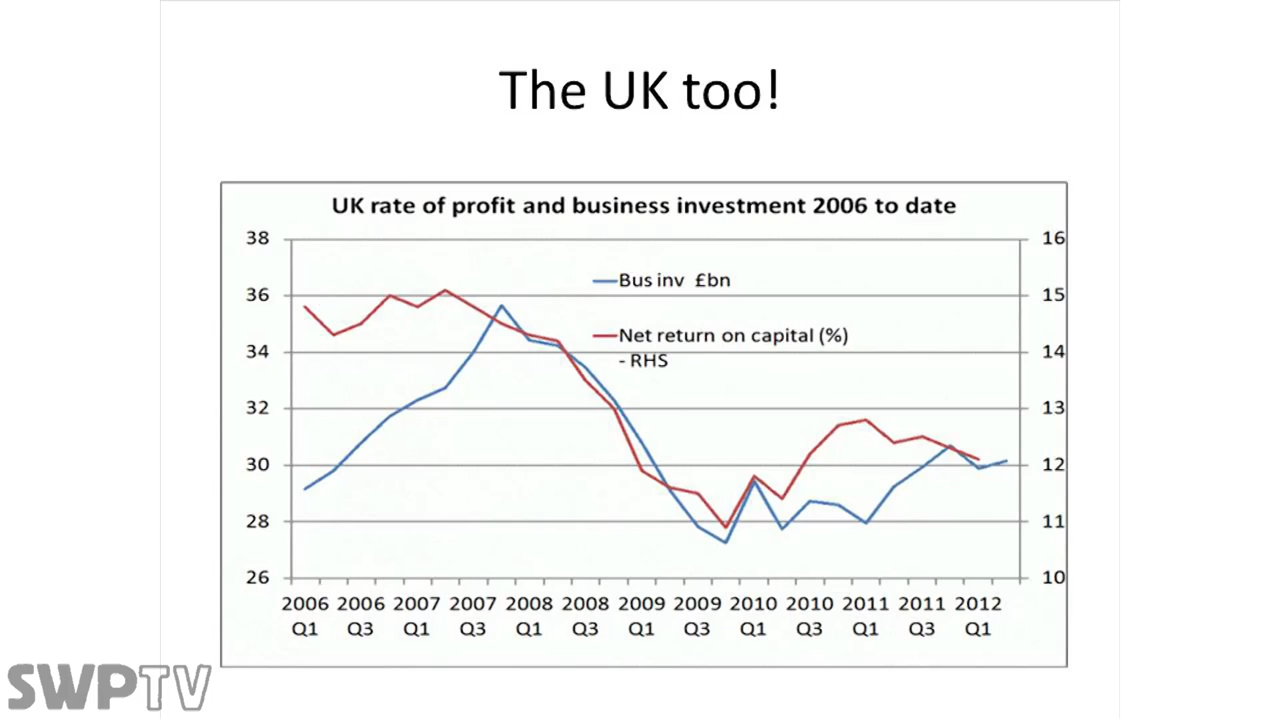 The UK too!
UK rate of profit and business investment 2006 to date
38
36
34
32
30
28
26
16
15
14
13
12
11
10
Bus inv £bn
Net return on capital (%)
- RHS
2006 2006 2007 2007 2008 2008 2009 2009 2010 2010 2011 2011 2012
Q1 Q3 Q1 Q3 Q1 Q3 Q1 Q3 Q1 Q3 Q1 Q3 Q1
SWPTV